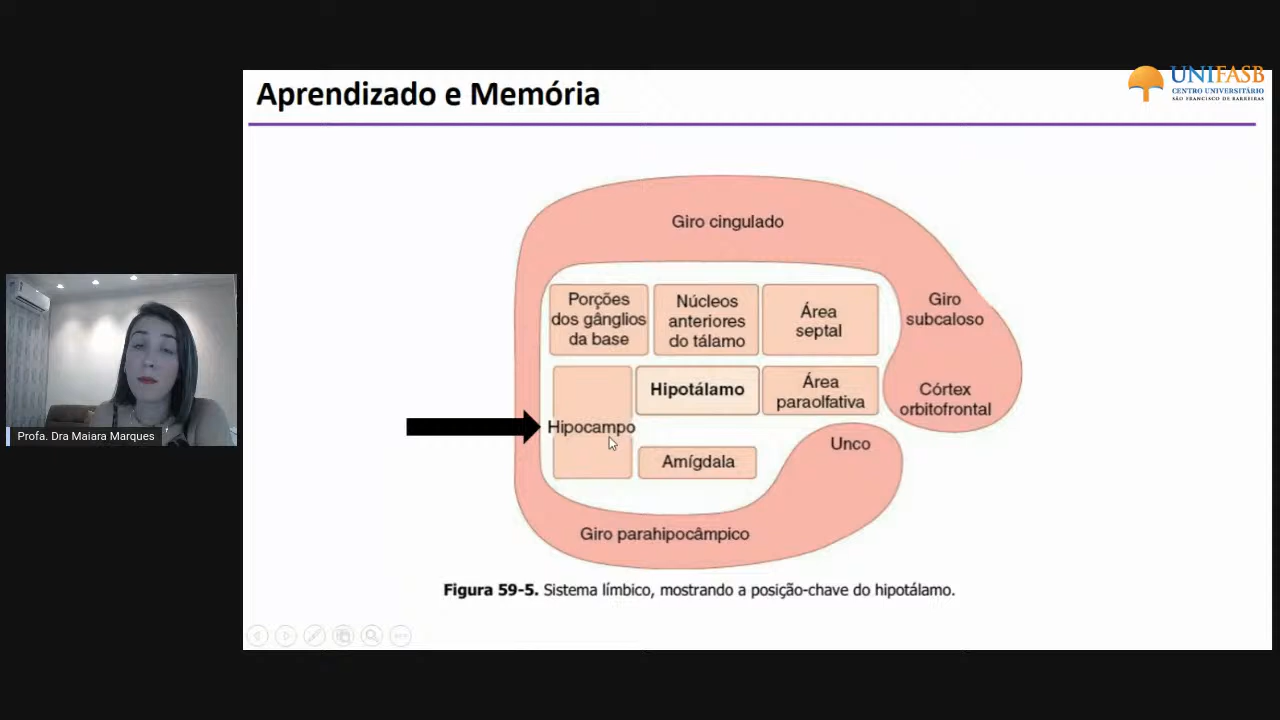 Aprendizado e Memória
UNIFASB
CENTRO UNIVERSITÁRIO
SÃO FRANCISCO DE BARREIRAS
Giro cingulado
Porções
dos gânglios
da base
Núcleos
anteriores
do tálamo
Área
septal
Giro
subcaloso
Hipotálamo
Área
paraolfativa
Córtex
orbitofrontal
Hipocampo
Amígdala
Unco
Giro parahipocâmpico
Figura 59-5. Sistema límbico, mostrando a posição-chave do hipotálamo.
Profa. Dra Maiara Marques